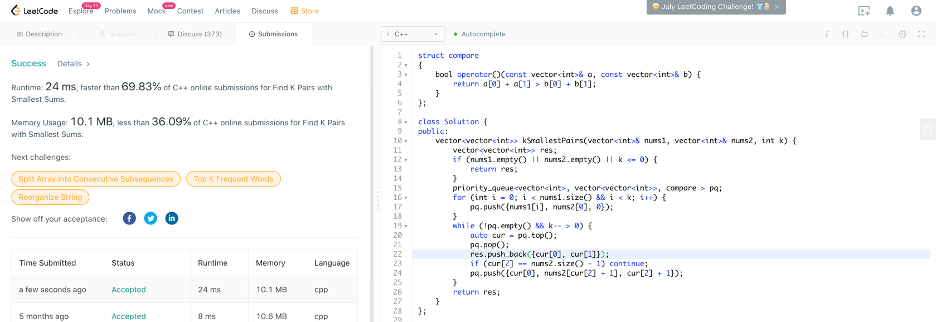 LeetCode
Explore
Day 21
Problems
Mock
new
Contest
Articles
Discuss
Store
July LeetCoding Challenge!
Description
Solution
Discuss (373)
Submissions
C++
Autocomplete
Success
Details >
Runtime: 24 ms, faster than 69.83% of C++ online submissions for Find K Pairs with
Smallest Sums.
Memory Usage: 10.1 MB, less than 36.09% of C++ online submissions for Find K Pairs
with Smallest Sums.
Next challenges:
Split Array into Consecutive Subsequences
Top K Frequent Words
Reorganize String
Show off your acceptance:
Time Submitted Status Runtime Memory Language
a few seconds ago Accepted 24 ms 10.1 MB cpp
5 months ago Accepted 8 ms 10.6 MB cpp
1 struct compare
2 {
3 bool operator()(const vector<int>& a, const vector<int>& b) {
4 return a[0] + a[1] > b[0] + b[1];
5 }
6 };
7
8 class Solution {
9 public:
10 vector<vector<int>> kSmallestPairs(vector<int>& nums1, vector<int>& nums2, int k) {
11 vector<vector<int>> res;
12 if (nums1.empty() || nums2.empty() || k <= 0) {
13 return res;
14 }
15 priority_queue<vector<int>, vector<vector<int>>, compare > pq;
16 for (int i = 0; i < nums1.size() && i < k; i++) {
17 pq.push({nums1[i], nums2[0], 0});
18 }
19 while (!pq.empty() && k-- > 0) {
20 auto cur = pq.top();
21 pq.pop();
22 res.push_back({cur[0], cur[1]});
23 if (cur[2] == nums2.size() - 1) continue;
24 pq.push({cur[0], nums2[cur[2] + 1], cur[2] + 1});
25 }
26 return res;
27 }
28 };
29